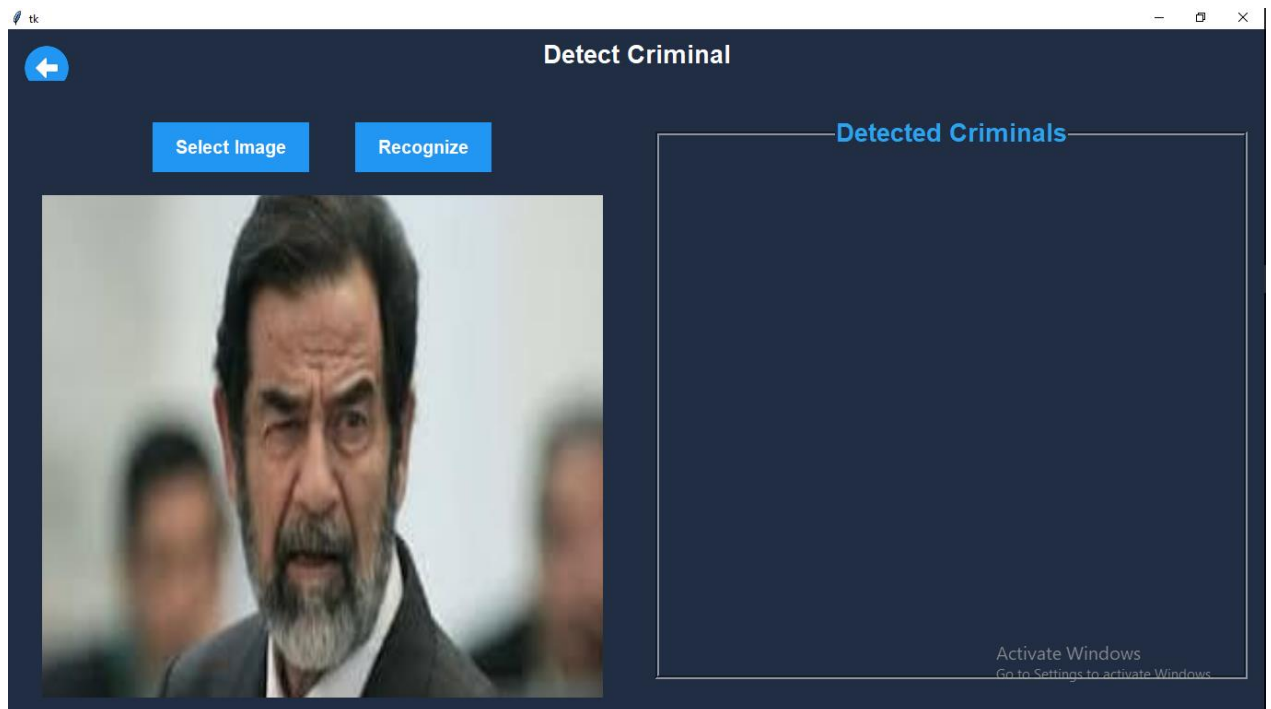 tk
Detect Criminal
Select Image
Recognize
Detected Criminals
Activate Windows
Go to Settings to activate Windows.